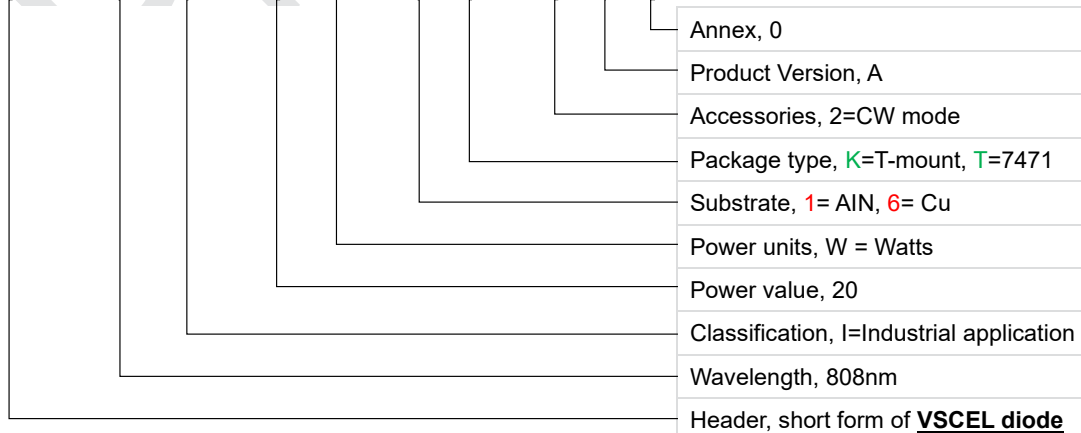 Annex, 0
Product Version, A
Accessories, 2=CW mode
Package type, K=T-mount, T=7471
Substrate, 1= AIN, 6= Cu
Power units, W = Watts
Power value, 20
Classification, I=Industrial application
Wavelength, 808nm
Header, short form of VSCEL diode